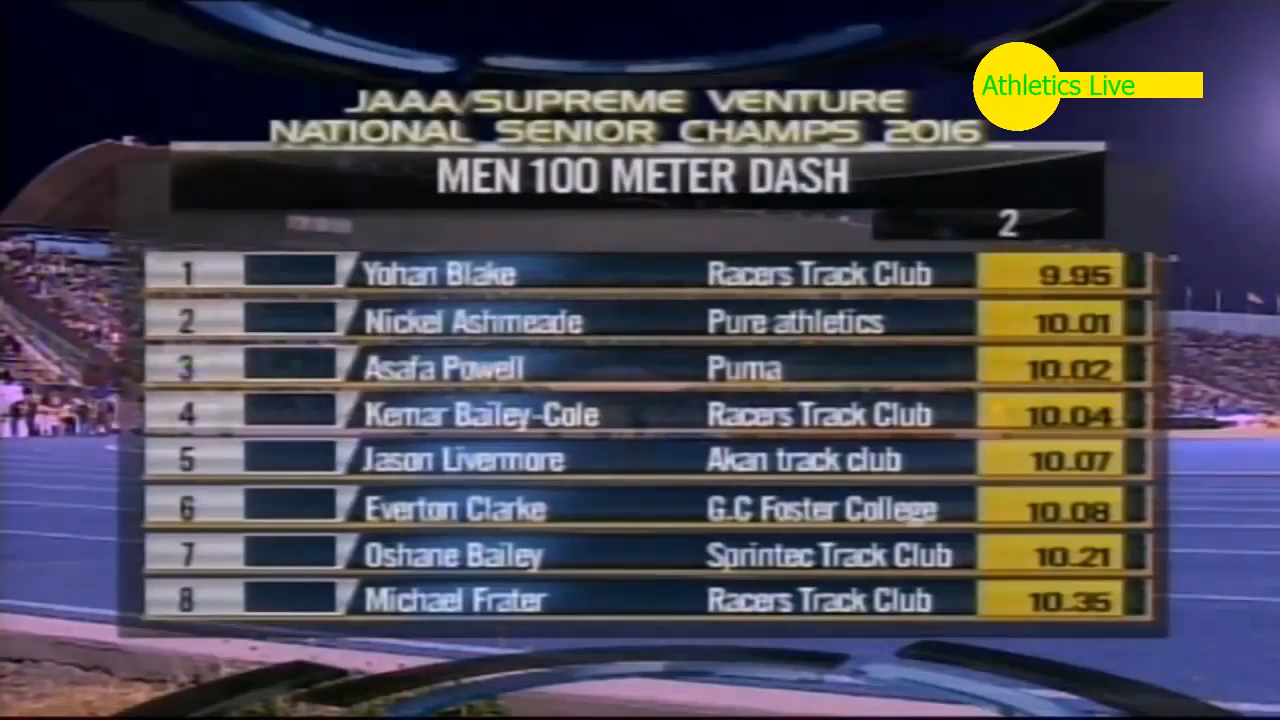 Athletics Live
JAAA/SUPREME VENTURE
NATIONAL SENIOR CHAMPS 2016
MEN 100 METER DASH
2
1 Yohan Blake Racers Track Club 9.95
2 Nickel Ashmeade Pure athletics 10.01
3 Asafa Powell Puma 10.02
4 Kemar Bailey-Cole Racers Track Club 10.04
5 Jason Livermore Akan track club 10.07
6 Everton Clarke G.C Foster College 10.08
7 Oshane Bailey Sprintec Track Club 10.21
8 Michael Frater Racers Track Club 10.35